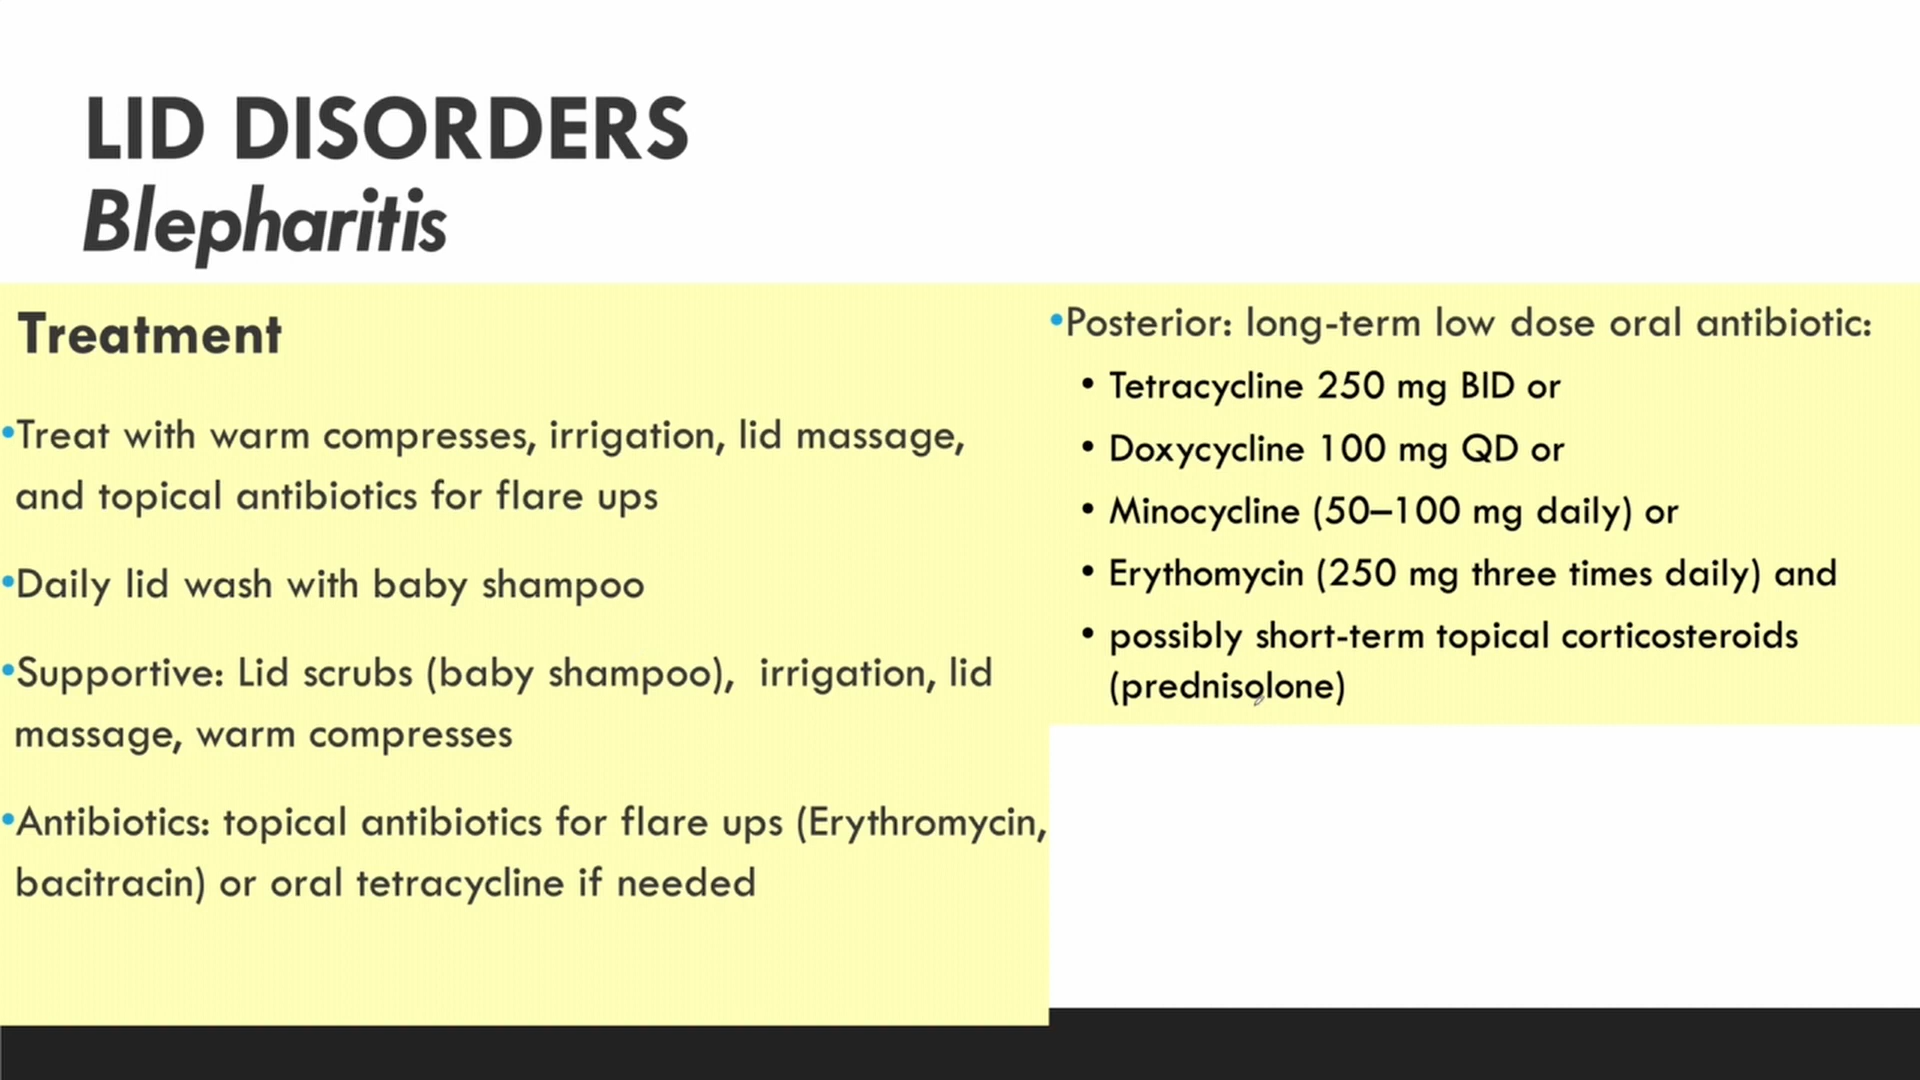 LID DISORDERS
Blepharitis
Treatment
•Treat with warm compresses, irrigation, lid massage,
and topical antibiotics for flare ups
•Daily lid wash with baby shampoo
•Supportive: Lid scrubs (baby shampoo), irrigation, lid
massage, warm compresses
•Antibiotics: topical antibiotics for flare ups (Erythromycin,
bacitracin) or oral tetracycline if needed
•Posterior: long-term low dose oral antibiotic:
• Tetracycline 250 mg BID or
• Doxycycline 100 mg QD or
• Minocycline (50–100 mg daily) or
• Erythomycin (250 mg three times daily) and
• possibly short-term topical corticosteroids
(prednisolone)